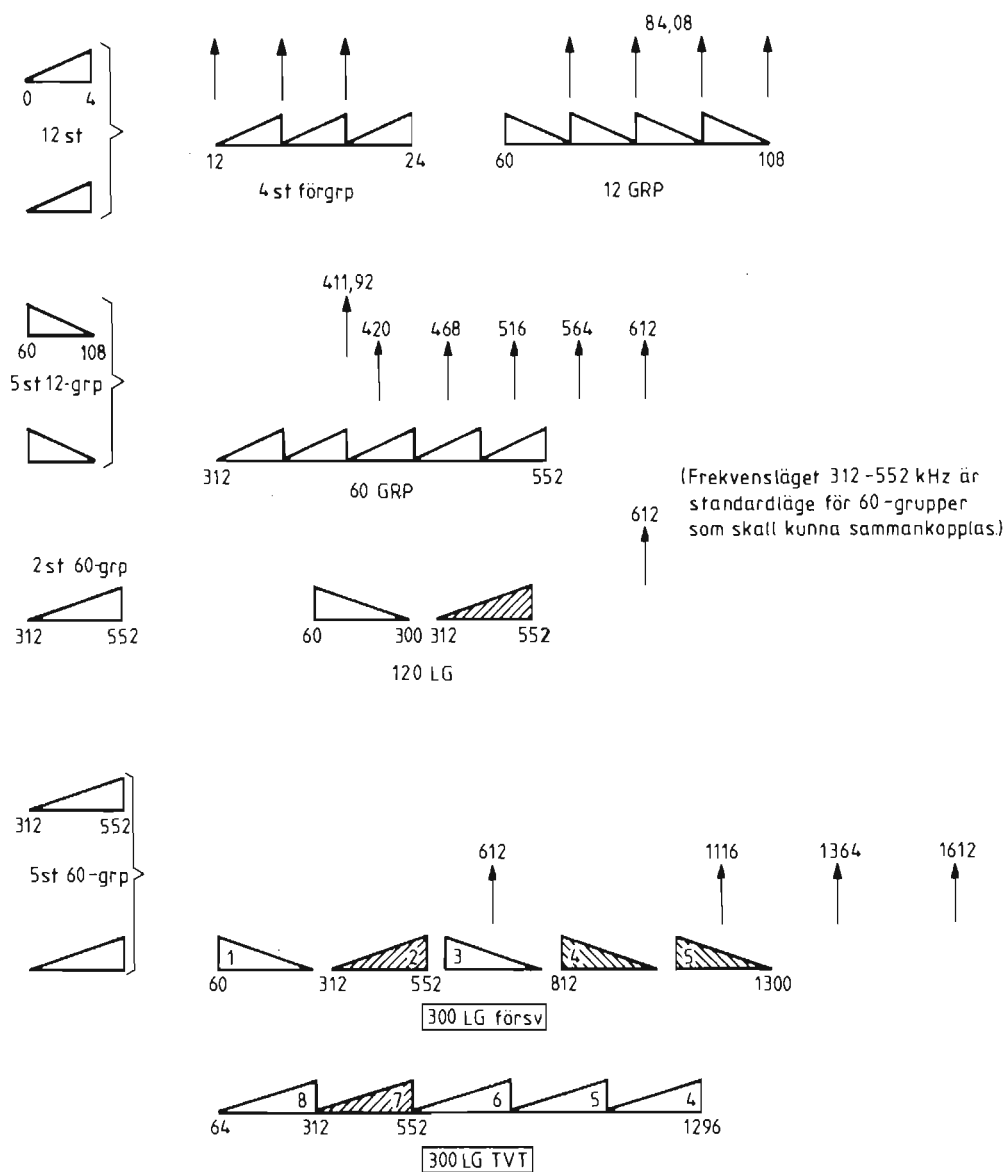 84,08
0 4
12 st
12 24
60 108
4 st förgrp
12 GRP
411,92
420 468 516 564 612
60 108
5 st 12-grp
312 552
60 GRP
(Frekvensläget 312-552 kHz är
standardläge för 60-grupper
som skall kunna sammankopplas.)
612
2 st 60-grp
312 552
60 300 312 552
120 LG
312 552
5 st 60-grp
612 1116 1364 1612
1 2 3 4 5
60 312 552 812 1300
300 LG försv
8 7 6 5 4
64 312 552 1296
300 LG TVT